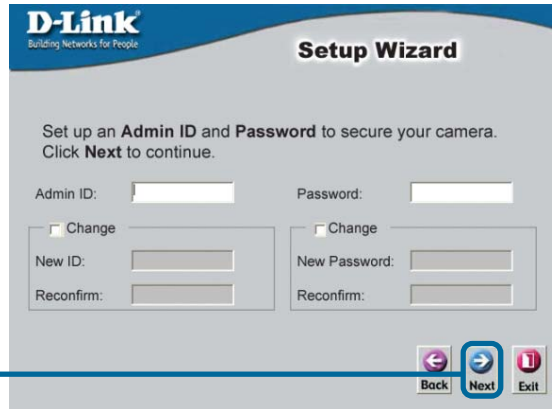 D-Link
Building Networks for People
Setup Wizard
Set up an Admin ID and Password to secure your camera.
Click Next to continue.
Admin ID:
Password:
Change
Change
New ID:
New Password:
Reconfirm:
Reconfirm:
Back
Next
Exit